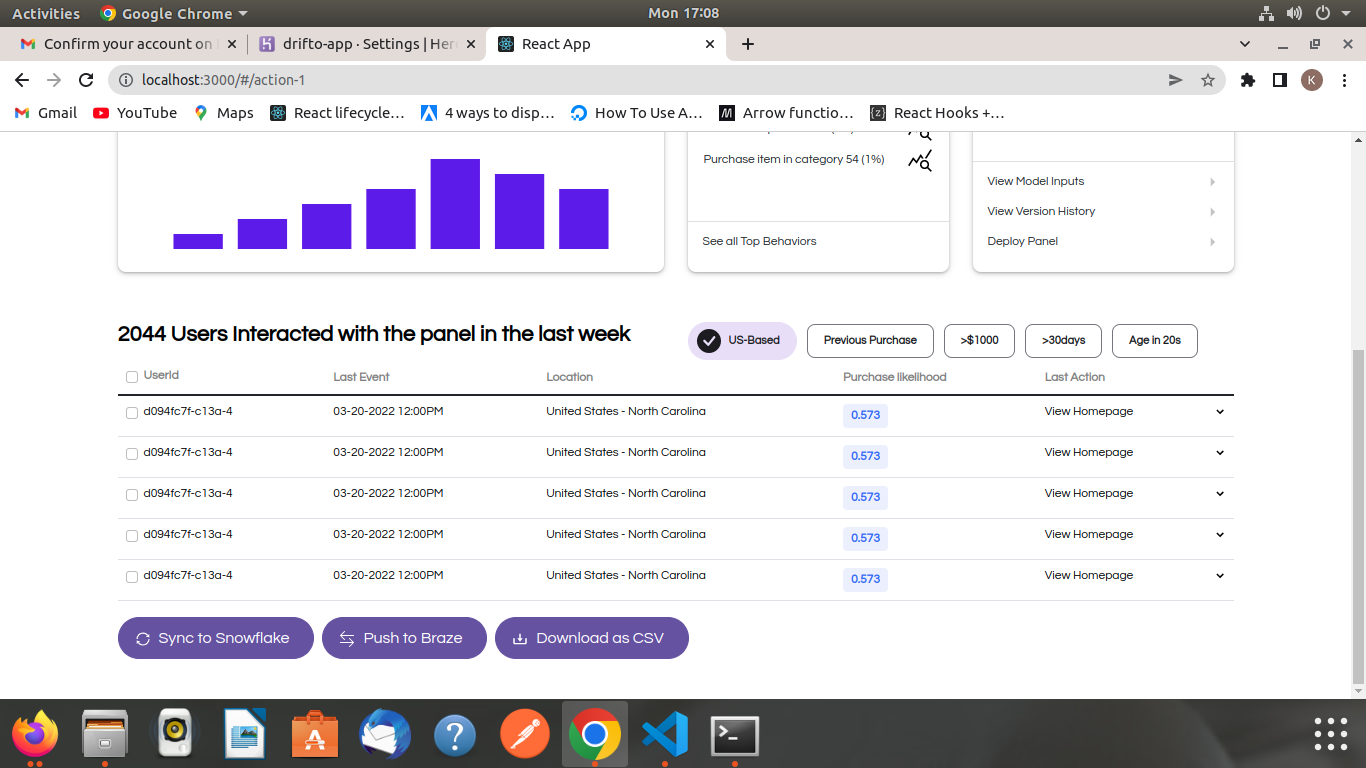 Activities Google Chrome Mon 17:08
Confirm your account on drifto-app · Settings | Her React App
localhost:3000/#/action-1 K
Gmail YouTube Maps React lifecycle... 4 ways to disp... How To Use A... Arrow functio... React Hooks +...
Purchase item in category 54 (1%)
See all Top Behaviors
View Model Inputs
View Version History
Deploy Panel
2044 Users Interacted with the panel in the last week
US-Based Previous Purchase >$1000 >30days Age in 20s
UserId Last Event Location Purchase likelihood Last Action
d094fc7f-c13a-4 03-20-2022 12:00PM United States - North Carolina 0.573 View Homepage
d094fc7f-c13a-4 03-20-2022 12:00PM United States - North Carolina 0.573 View Homepage
d094fc7f-c13a-4 03-20-2022 12:00PM United States - North Carolina 0.573 View Homepage
d094fc7f-c13a-4 03-20-2022 12:00PM United States - North Carolina 0.573 View Homepage
d094fc7f-c13a-4 03-20-2022 12:00PM United States - North Carolina 0.573 View Homepage
Sync to Snowflake Push to Braze Download as CSV